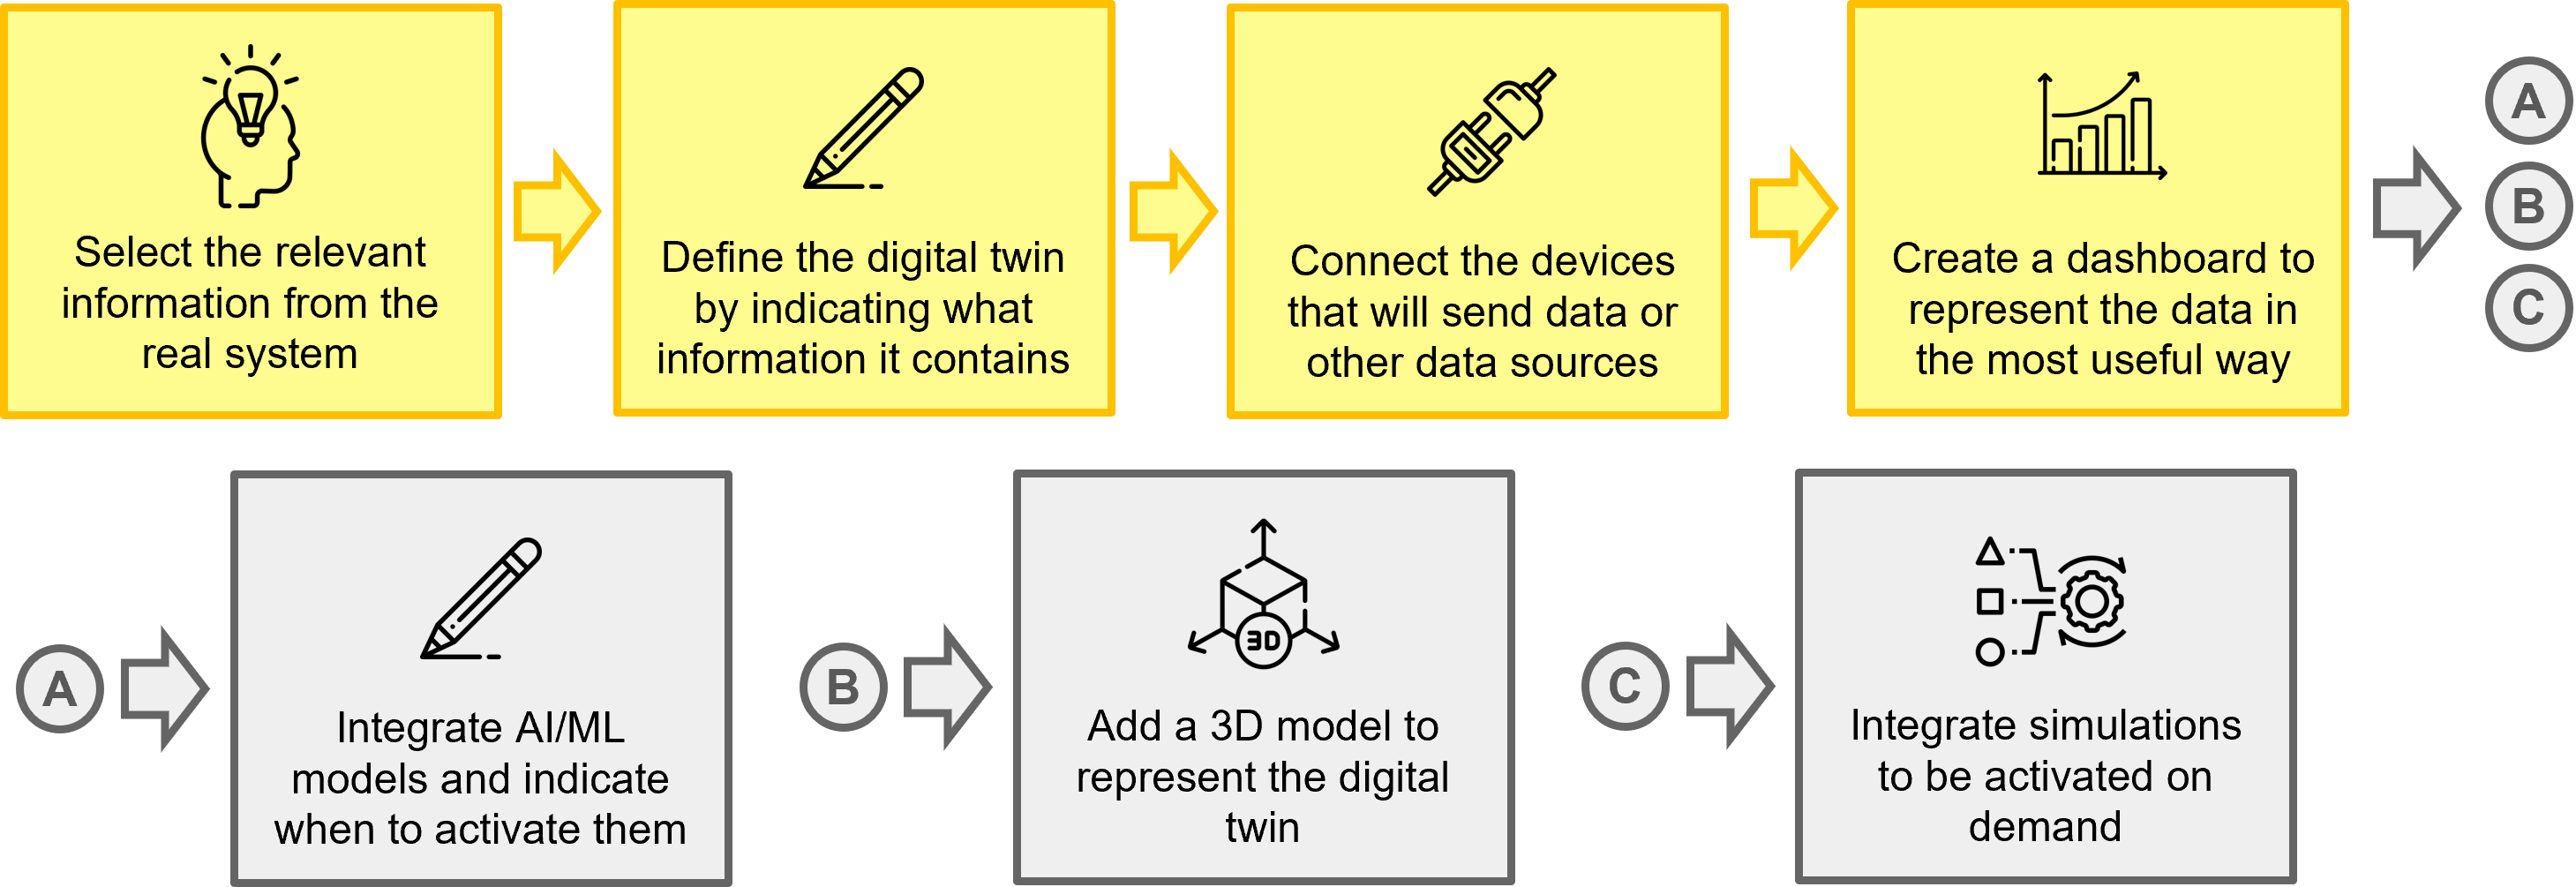 Select the relevant
information from the
real system
Define the digital twin
by indicating what
information it contains
Connect the devices
that will send data or
other data sources
Create a dashboard to
represent the data in
the most useful way
A
B
C
A
Integrate AI/ML
models and indicate
when to activate them
B
3D
Add a 3D model to
represent the digital
twin
C
Integrate simulations
to be activated on
demand